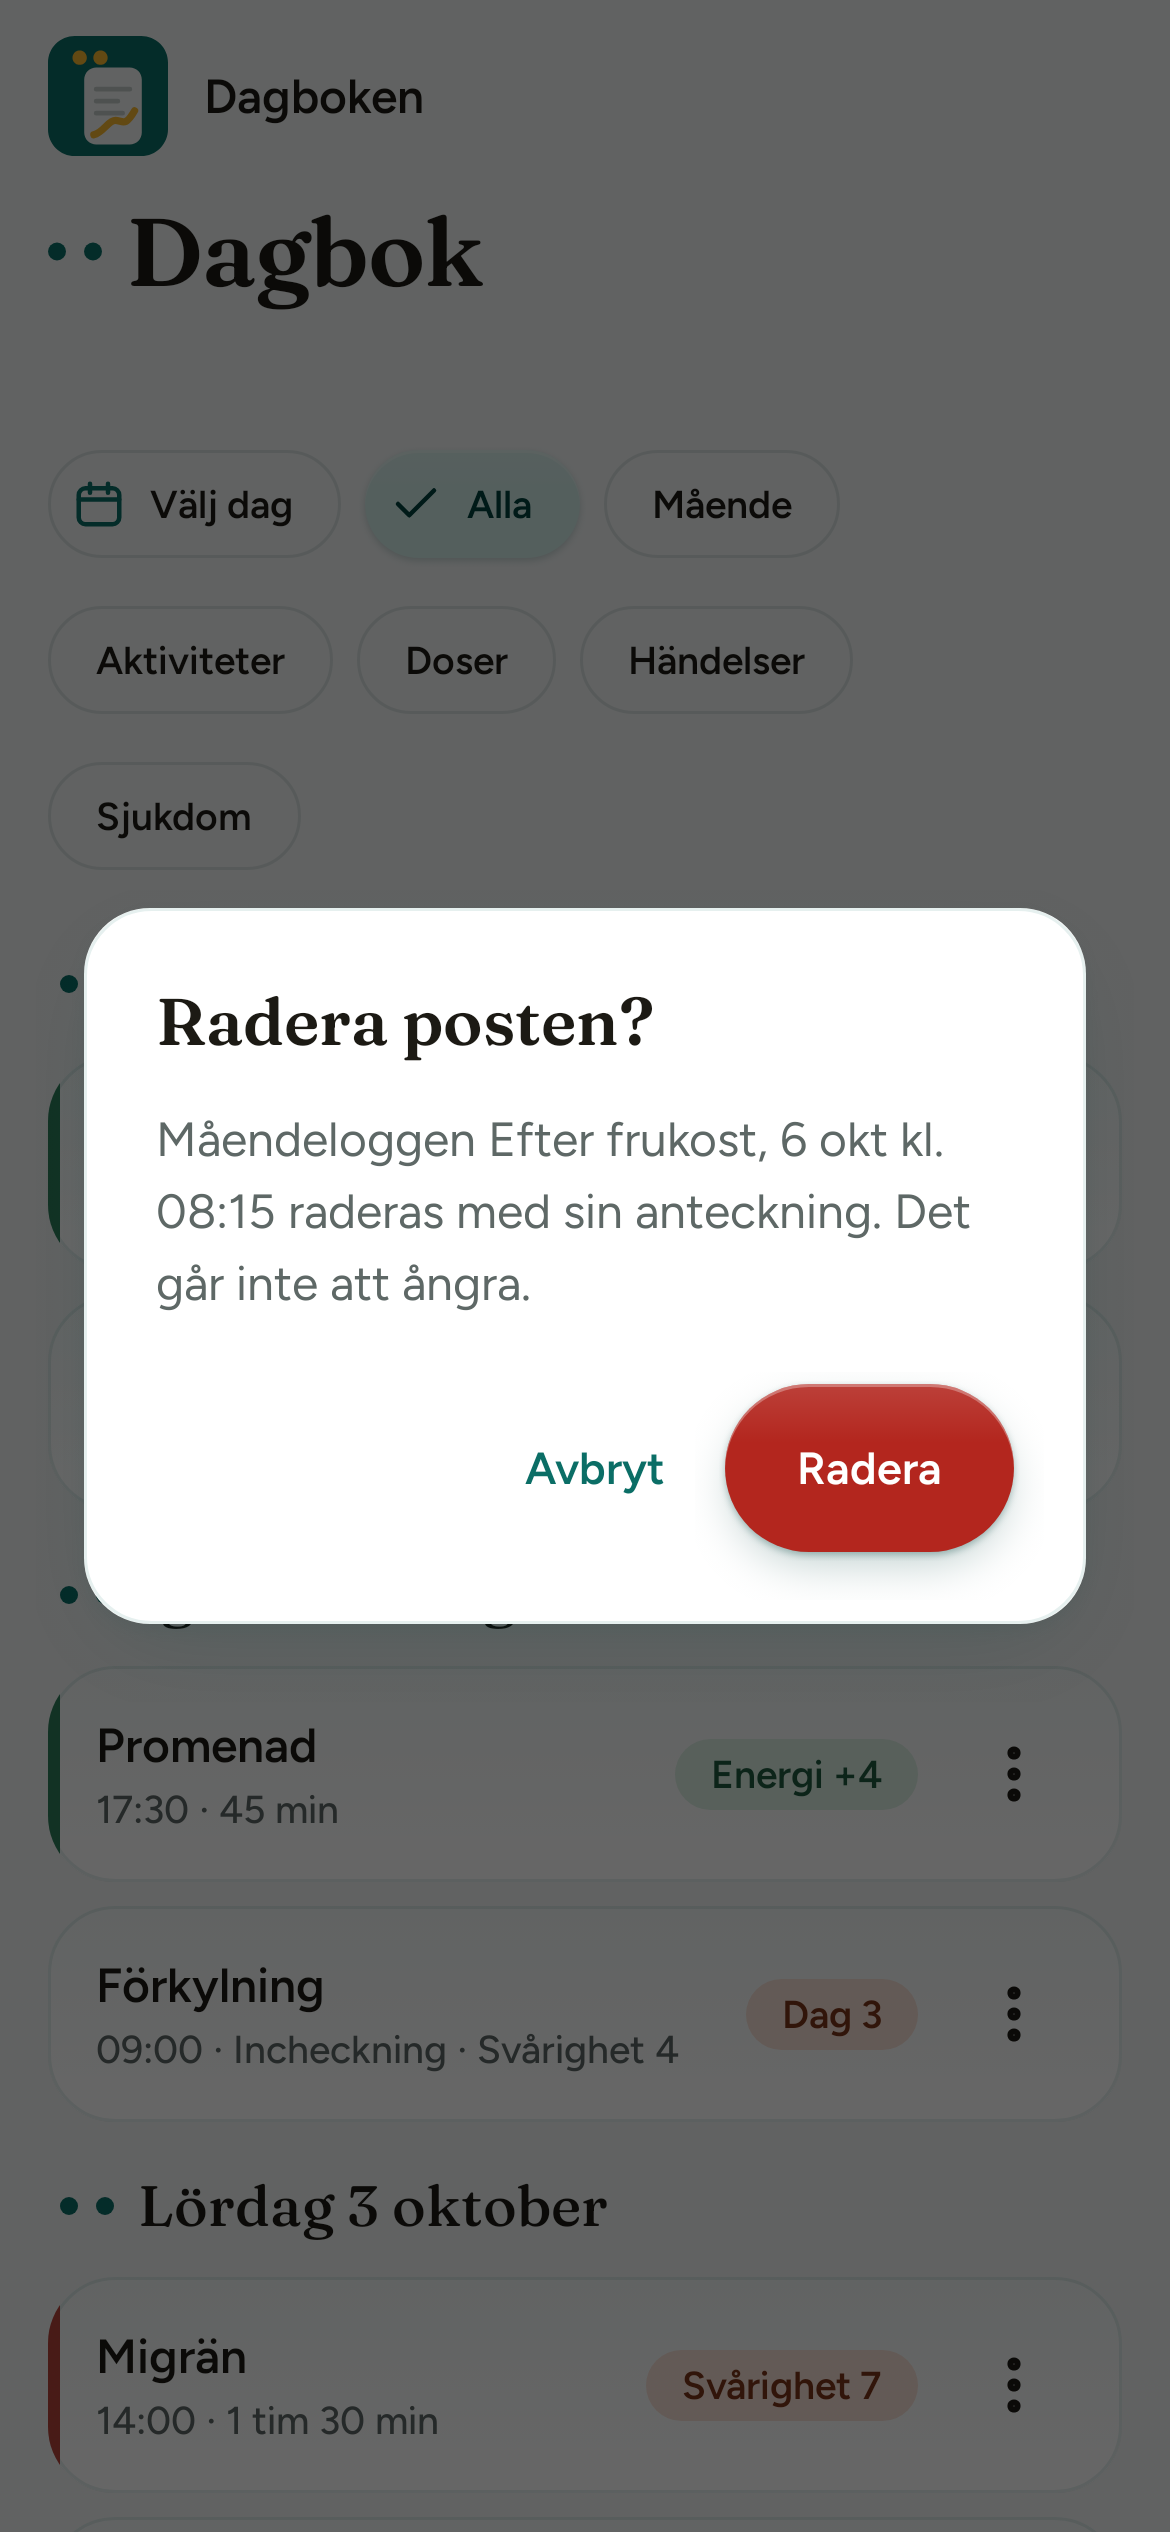 Dagboken
Dagbok
Välj dag
Alla
Mående
Aktiviteter
Doser
Händelser
Sjukdom
Radera posten?
Måendeloggen Efter frukost, 6 okt kl.
08:15 raderas med sin anteckning. Det
går inte att ångra.
Avbryt
Radera
Promenad
Energi +4
17:30 · 45 min
Förkylning
Dag 3
09:00 · Incheckning · Svårighet 4
Lördag 3 oktober
Migrän
Svårighet 7
14:00 · 1 tim 30 min